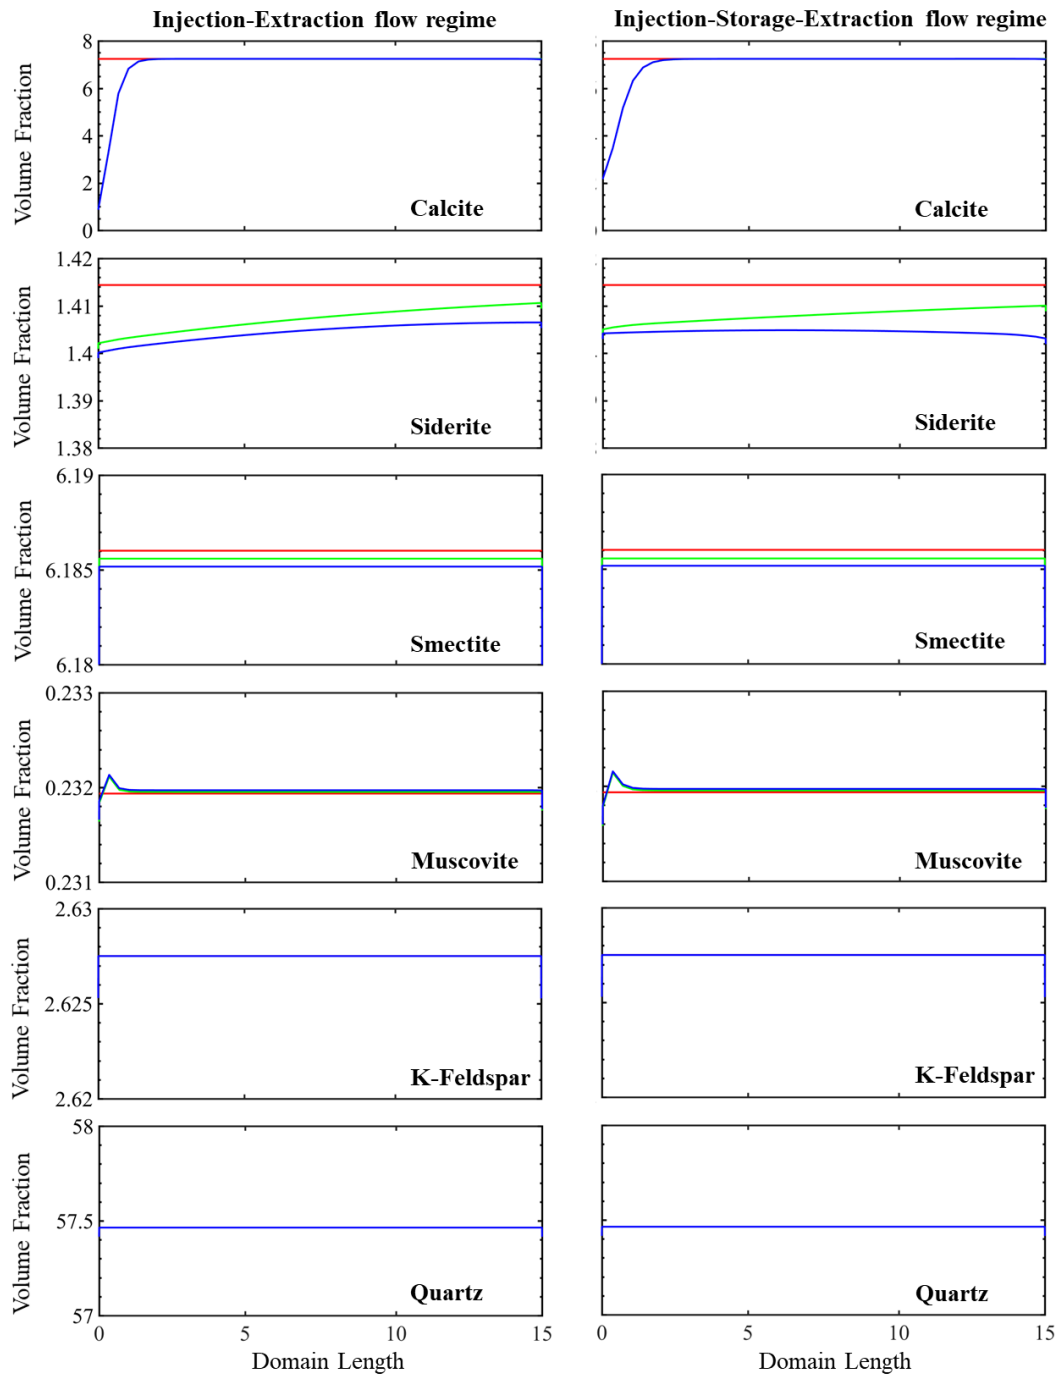 Injection-Extraction flow regime
Injection-Storage-Extraction flow regime
Volume Fraction
8
6
4
2
0
Calcite
Calcite
Volume Fraction
1.42
1.41
1.4
1.39
1.38
Siderite
Siderite
Volume Fraction
6.19
6.185
6.18
Smectite
Smectite
Volume Fraction
0.233
0.232
0.231
Muscovite
Muscovite
Volume Fraction
2.63
2.625
2.62
K-Feldspar
K-Feldspar
Volume Fraction
58
57.5
57
Quartz
Quartz
0 5 10 15
0 5 10 15
Domain Length
Domain Length